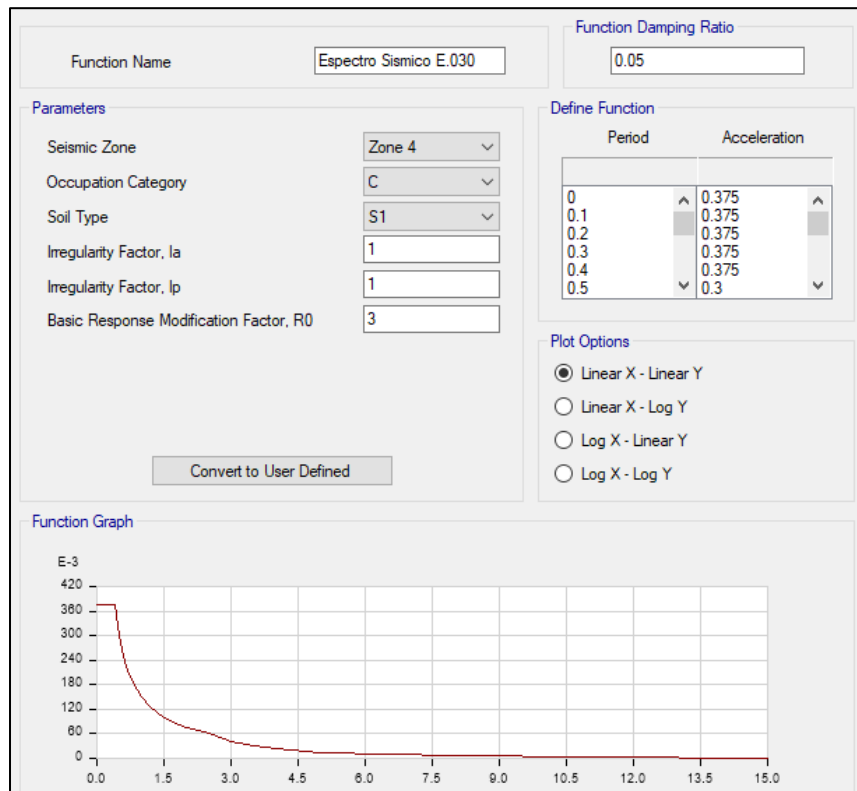 Function Damping Ratio
Function Name
Espectro Sismico E.030
0.05
Parameters
Seismic Zone
Zone 4
Occupation Category
C
Soil Type
S1
Irregularity Factor, Ia
1
Irregularity Factor, Ip
1
Basic Response Modification Factor, R0
3
Convert to User Defined
Define Function
Period Acceleration
0 0.375
0.1 0.375
0.2 0.375
0.3 0.375
0.4 0.375
0.5 0.3
Plot Options
Linear X - Linear Y
Linear X - Log Y
Log X - Linear Y
Log X - Log Y
Function Graph
E-3
420
360
300
240
180
120
60
0
0.0 1.5 3.0 4.5 6.0 7.5 9.0 10.5 12.0 13.5 15.0